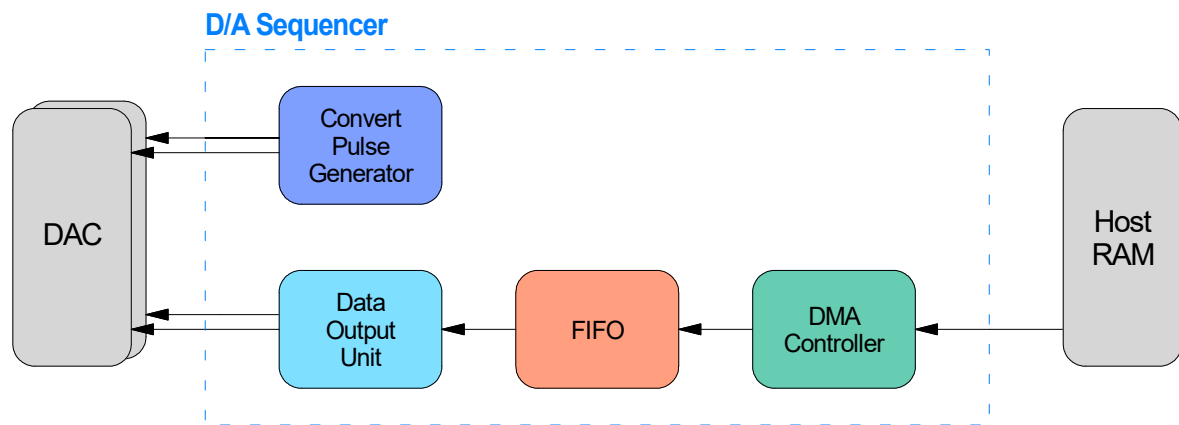 D/A Sequencer
Convert
Pulse
Generator
DAC
Host
RAM
Data
Output
Unit
FIFO
DMA
Controller